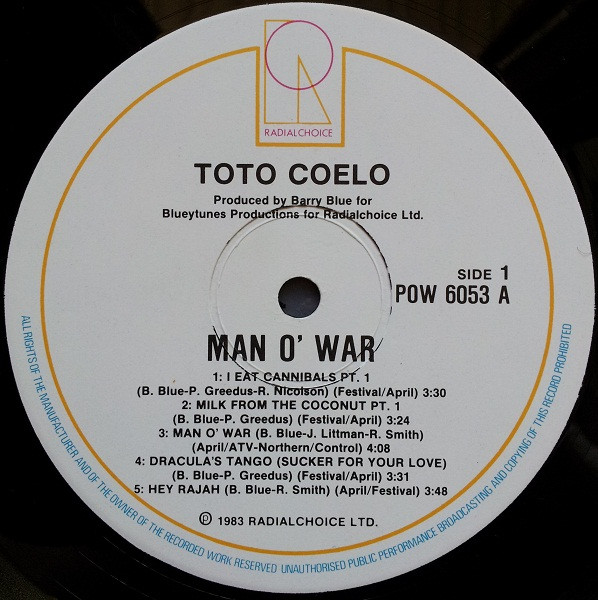 RADIALCHOICE
TOTO COELO
Produced by Barry Blue for
Blueytunes Productions for Radialchoice Ltd.
SIDE 1
POW 6053 A
MAN O' WAR
1: I EAT CANNIBALS PT. 1
(B. Blue-P. Greedus-R. Nicolson) (Festival/April) 3:30
2: MILK FROM THE COCONUT PT. 1
(B. Blue-P. Greedus) (Festival/April) 3:24
3: MAN O' WAR (B. Blue-J. Littman-R. Smith)
(April/ATV-Northern/Control) 4:08
4: DRACULA'S TANGO (SUCKER FOR YOUR LOVE)
(B. Blue-P. Greedus) (Festival/April) 3:31
5: HEY RAJAH (B. Blue-R. Smith) (April/Festival) 3:48
℗ 1983 RADIALCHOICE LTD.
ALL RIGHTS OF THE MANUFACTURER AND OF THE OWNER OF THE RECORDED WORK RESERVED UNAUTHORISED PUBLIC PERFORMANCE BROADCASTING AND COPYING OF THIS RECORD PROHIBITED